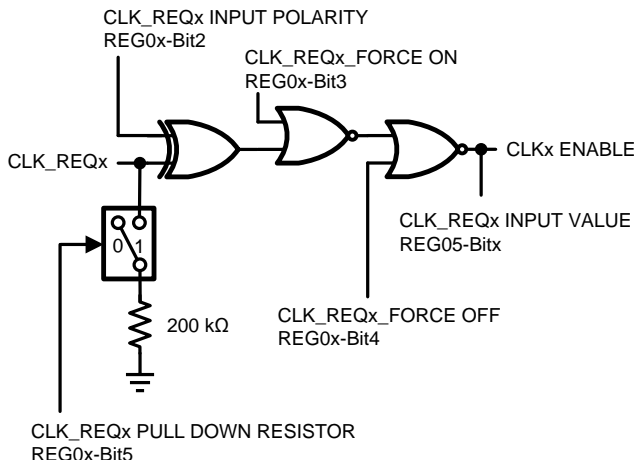 CLK_REQx INPUT POLARITY
REG0x-Bit2
CLK_REQx_FORCE ON
REG0x-Bit3
CLK_REQx
CLKx ENABLE
0 1
CLK_REQx INPUT VALUE
REG05-Bitx
200 kΩ
CLK_REQx_FORCE OFF
REG0x-Bit4
CLK_REQx PULL DOWN RESISTOR
REG0x-Bit5